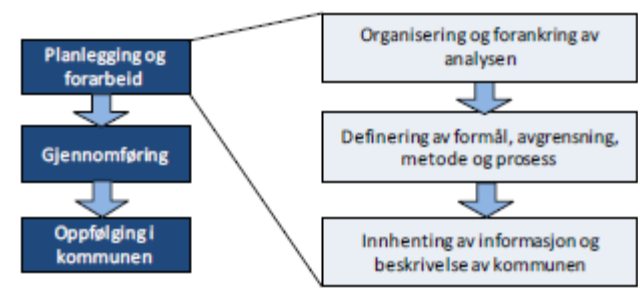 Planlegging og
forarbeid
Gjennomføring
Oppfølging i
kommunen
Organisering og forankring av
analysen
Definering av formål, avgrensning,
metode og prosess
Innhenting av informasjon og
beskrivelse av kommunen